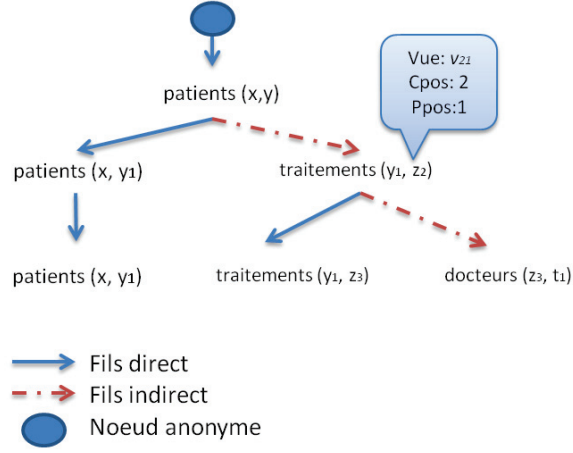 Vue: v₂₁
Cpos: 2
Ppos:1
patients (x,y)
patients (x, y₁)
traitements (y₁, z₂)
patients (x, y₁)
traitements (y₁, z₃)
docteurs (z₃, t₁)
Fils direct
Fils indirect
Noeud anonyme